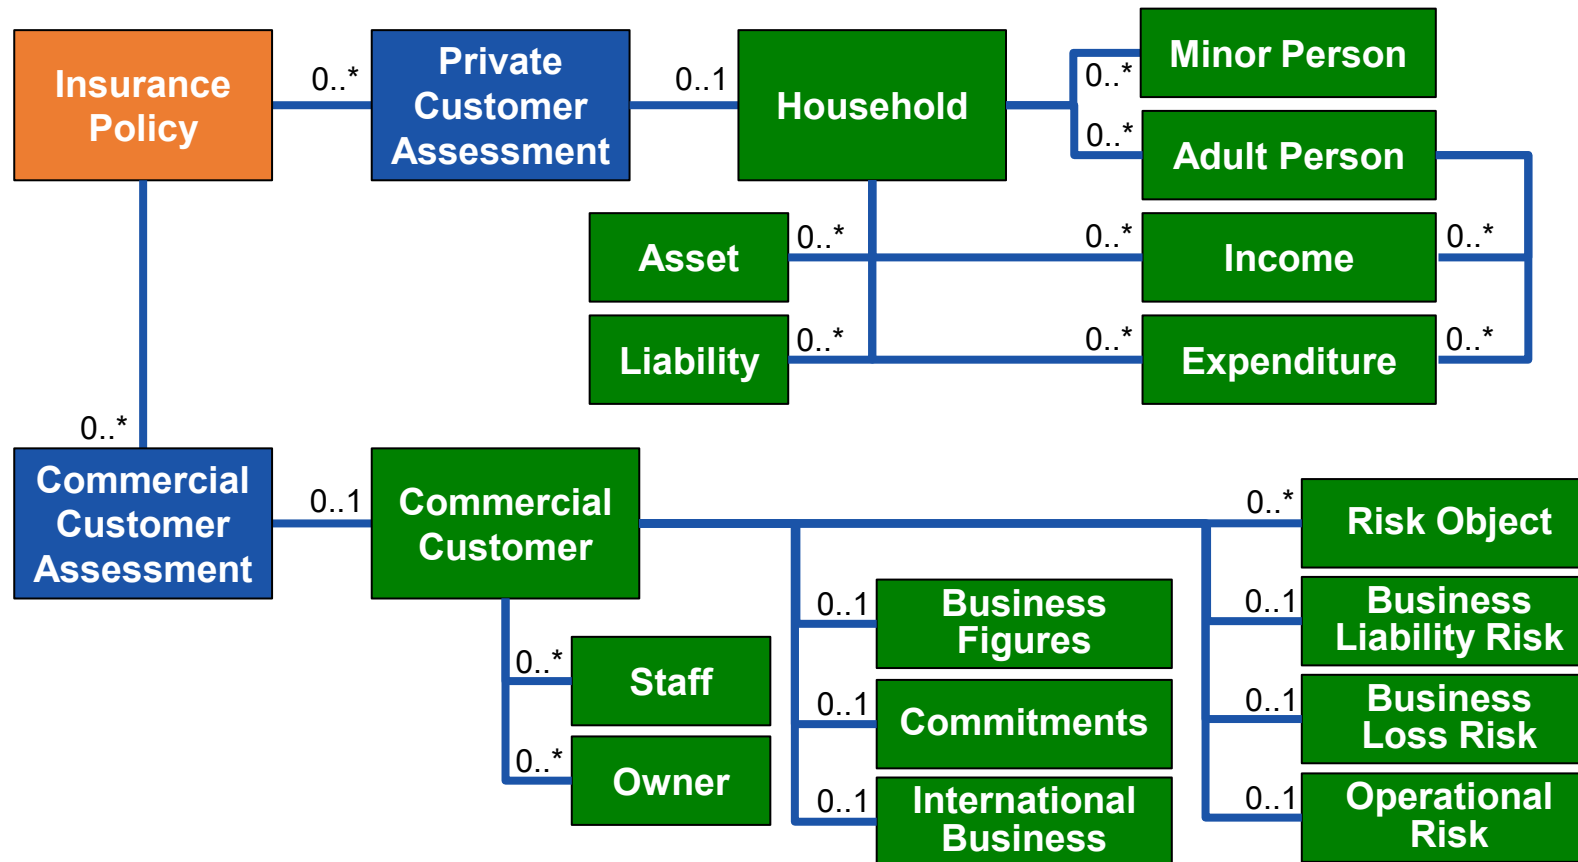 Insurance
Policy
0..*
Private
Customer
Assessment
0..1
Household
0..*
Minor Person
0..*
Adult Person
Asset
0..*
0..*
Income
0..*
Liability
0..*
0..*
Expenditure
0..*
0..*
Commercial
Customer
Assessment
0..1
Commercial
Customer
0..*
Staff
0..*
Owner
0..1
Business
Figures
0..1
Commitments
0..1
International
Business
0..*
Risk Object
0..1
Business
Liability Risk
0..1
Business
Loss Risk
0..1
Operational
Risk